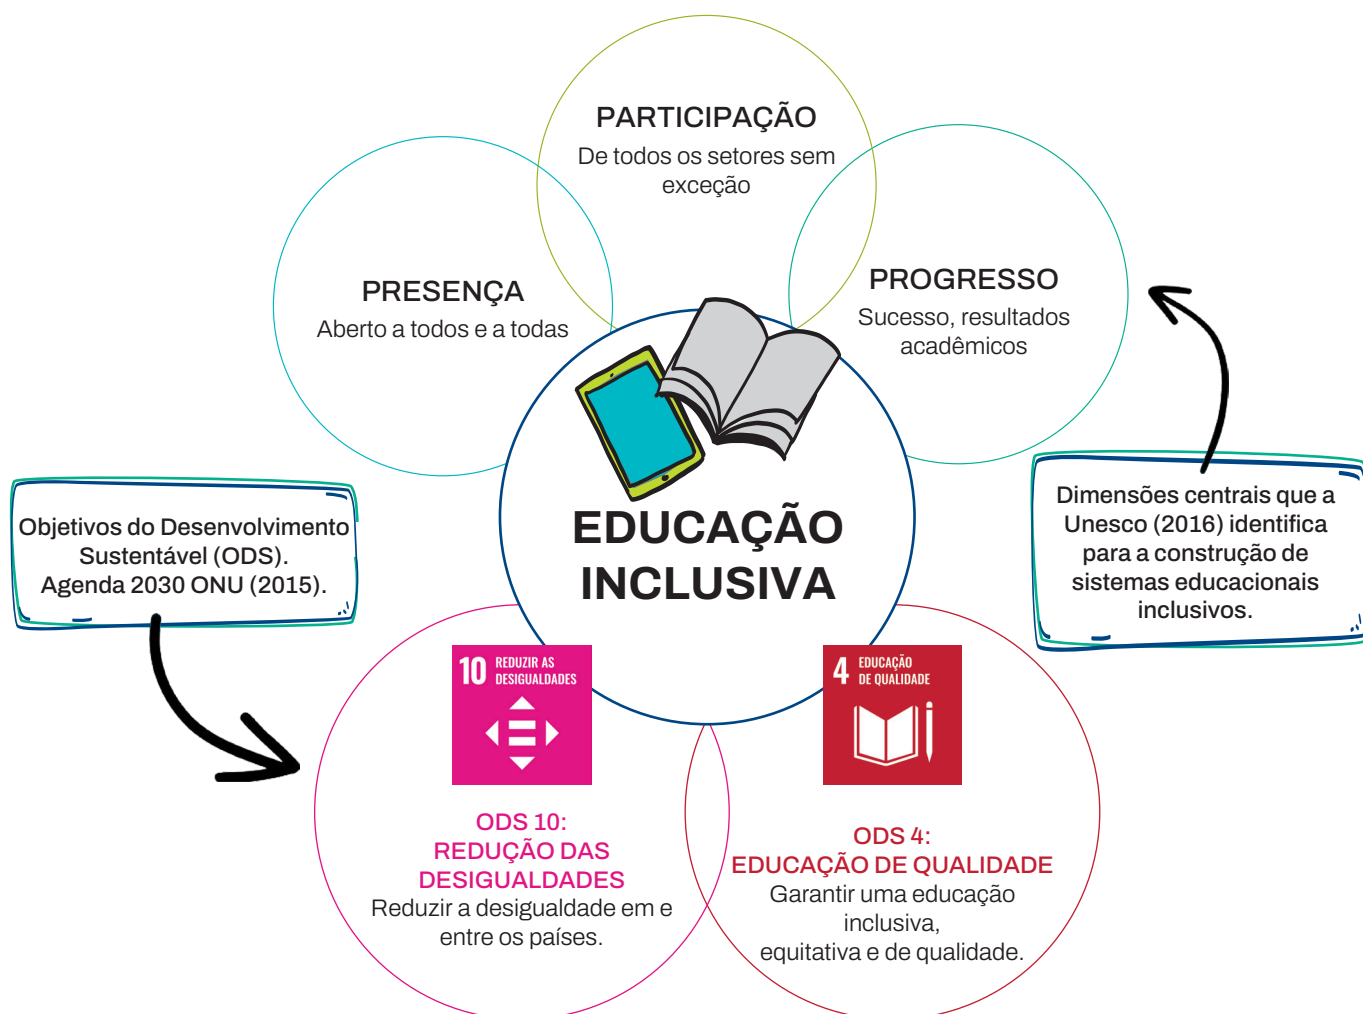 PARTICIPAÇÃO
De todos os setores sem
exceção
PRESENÇA
Aberto a todos e a todas
PROGRESSO
Sucesso, resultados
acadêmicos
EDUCAÇÃO
INCLUSIVA
Objetivos do Desenvolvimento
Sustentável (ODS).
Agenda 2030 ONU (2015).
Dimensões centrais que a
Unesco (2016) identifica
para a construção de
sistemas educacionais
inclusivos.
10 REDUZIR AS
DESIGUALDADES
ODS 10:
REDUÇÃO DAS
DESIGUALDADES
Reduzir a desigualdade em e
entre os países.
4 EDUCAÇÃO
DE QUALIDADE
ODS 4:
EDUCAÇÃO DE QUALIDADE
Garantir uma educação
inclusiva,
equitativa e de qualidade.